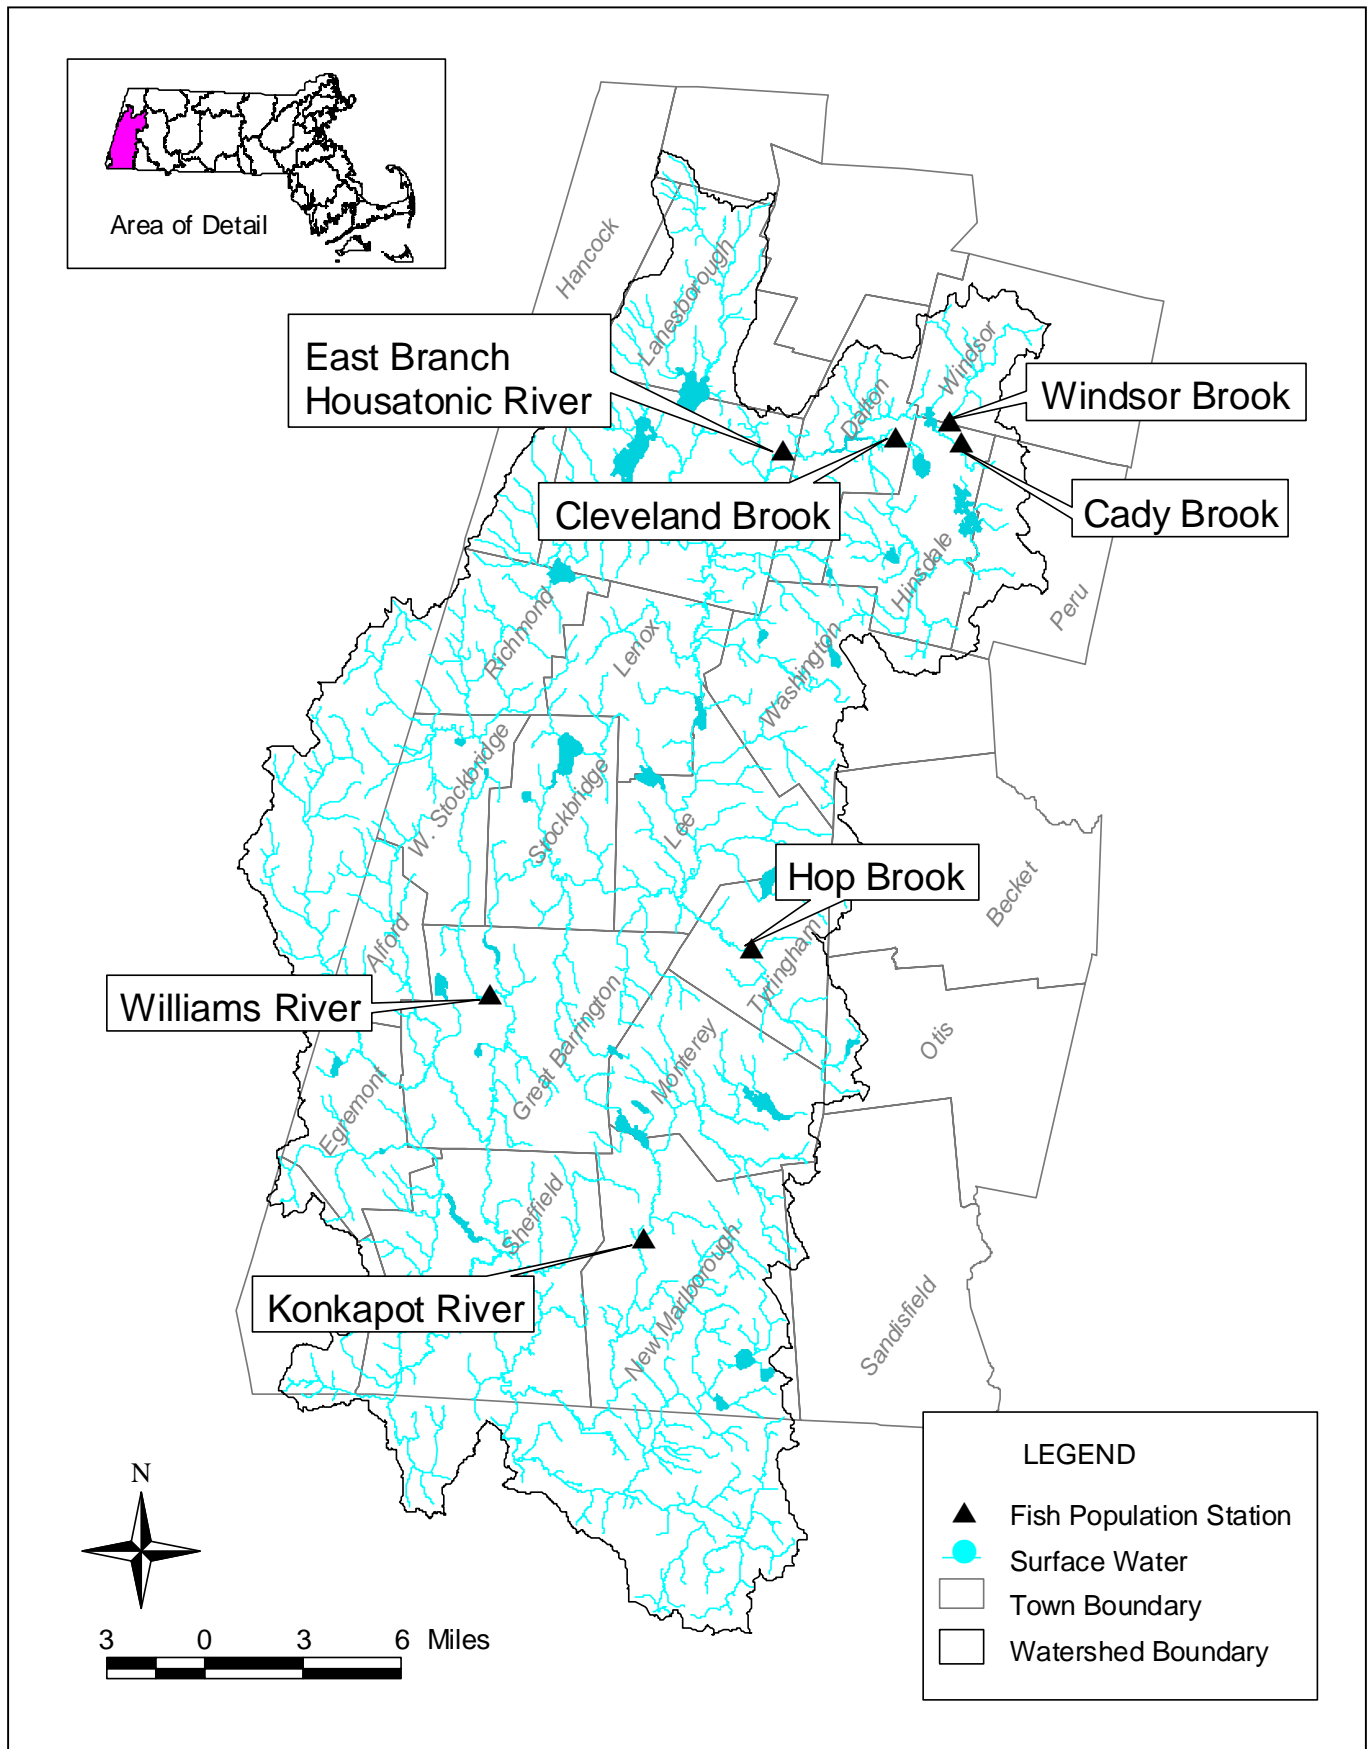 Area of Detail
Hancock
Lanesborough
East Branch
Housatonic River
Windsor
Dalton
Windsor Brook
Cleveland Brook
Cady Brook
Hinsdale
Peru
Richmond
Lenox
Washington
W. Stockbridge
Stockbridge
Lee
Hop Brook
Becket
Alford
Tyringham
Williams River
Great Barrington
Monterey
Otis
Egremont
Sheffield
New Marlborough
Konkapot River
Sandisfield
LEGEND
Fish Population Station
Surface Water
Town Boundary
Watershed Boundary
N
3 0 3 6 Miles